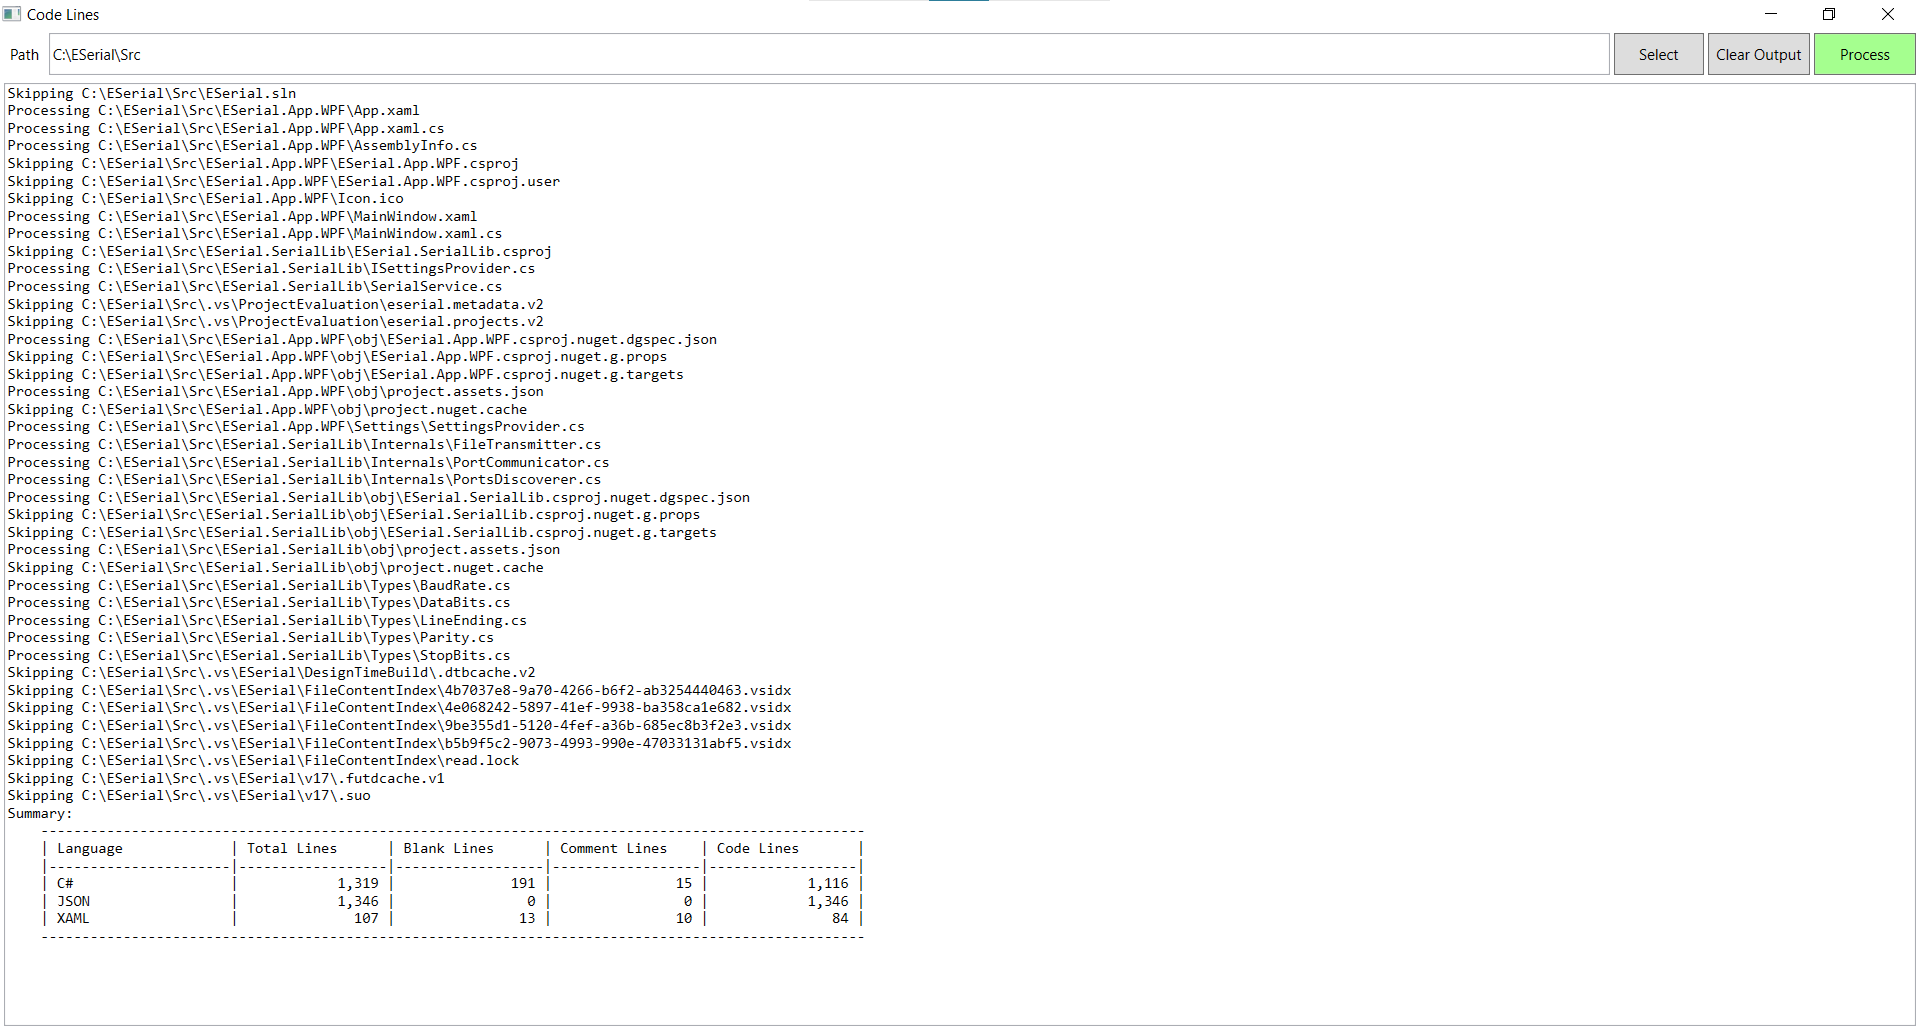 Code Lines
Path C:\ESerial\Src Select Clear Output Process
Skipping C:\ESerial\Src\ESerial.sln
Processing C:\ESerial\Src\ESerial.App.WPF\App.xaml
Processing C:\ESerial\Src\ESerial.App.WPF\App.xaml.cs
Processing C:\ESerial\Src\ESerial.App.WPF\AssemblyInfo.cs
Skipping C:\ESerial\Src\ESerial.App.WPF\ESerial.App.WPF.csproj
Skipping C:\ESerial\Src\ESerial.App.WPF\ESerial.App.WPF.csproj.user
Skipping C:\ESerial\Src\ESerial.App.WPF\Icon.ico
Processing C:\ESerial\Src\ESerial.App.WPF\MainWindow.xaml
Processing C:\ESerial\Src\ESerial.App.WPF\MainWindow.xaml.cs
Skipping C:\ESerial\Src\ESerial.SerialLib\ESerial.SerialLib.csproj
Processing C:\ESerial\Src\ESerial.SerialLib\ISettingsProvider.cs
Processing C:\ESerial\Src\ESerial.SerialLib\SerialService.cs
Skipping C:\ESerial\Src\.vs\ProjectEvaluation\eserial.metadata.v2
Skipping C:\ESerial\Src\.vs\ProjectEvaluation\eserial.projects.v2
Processing C:\ESerial\Src\ESerial.App.WPF\obj\ESerial.App.WPF.csproj.nuget.dgspec.json
Skipping C:\ESerial\Src\ESerial.App.WPF\obj\ESerial.App.WPF.csproj.nuget.g.props
Skipping C:\ESerial\Src\ESerial.App.WPF\obj\ESerial.App.WPF.csproj.nuget.g.targets
Processing C:\ESerial\Src\ESerial.App.WPF\obj\project.assets.json
Skipping C:\ESerial\Src\ESerial.App.WPF\obj\project.nuget.cache
Processing C:\ESerial\Src\ESerial.App.WPF\Settings\SettingsProvider.cs
Processing C:\ESerial\Src\ESerial.SerialLib\Internals\FileTransmitter.cs
Processing C:\ESerial\Src\ESerial.SerialLib\Internals\PortCommunicator.cs
Processing C:\ESerial\Src\ESerial.SerialLib\Internals\PortsDiscoverer.cs
Processing C:\ESerial\Src\ESerial.SerialLib\obj\ESerial.SerialLib.csproj.nuget.dgspec.json
Skipping C:\ESerial\Src\ESerial.SerialLib\obj\ESerial.SerialLib.csproj.nuget.g.props
Skipping C:\ESerial\Src\ESerial.SerialLib\obj\ESerial.SerialLib.csproj.nuget.g.targets
Processing C:\ESerial\Src\ESerial.SerialLib\obj\project.assets.json
Skipping C:\ESerial\Src\ESerial.SerialLib\obj\project.nuget.cache
Processing C:\ESerial\Src\ESerial.SerialLib\Types\BaudRate.cs
Processing C:\ESerial\Src\ESerial.SerialLib\Types\DataBits.cs
Processing C:\ESerial\Src\ESerial.SerialLib\Types\LineEnding.cs
Processing C:\ESerial\Src\ESerial.SerialLib\Types\Parity.cs
Processing C:\ESerial\Src\ESerial.SerialLib\Types\StopBits.cs
Skipping C:\ESerial\Src\.vs\ESerial\DesignTimeBuild\.dtbcache.v2
Skipping C:\ESerial\Src\.vs\ESerial\FileContentIndex\4b7037e8-9a70-4266-b6f2-ab3254440463.vsidx
Skipping C:\ESerial\Src\.vs\ESerial\FileContentIndex\4e068242-5897-41ef-9938-ba358ca1e682.vsidx
Skipping C:\ESerial\Src\.vs\ESerial\FileContentIndex\9be355d1-5120-4fef-a36b-685ec8b3f2e3.vsidx
Skipping C:\ESerial\Src\.vs\ESerial\FileContentIndex\b5b9f5c2-9073-4993-990e-47033131abf5.vsidx
Skipping C:\ESerial\Src\.vs\ESerial\FileContentIndex\read.lock
Skipping C:\ESerial\Src\.vs\ESerial\v17\.futdcache.v1
Skipping C:\ESerial\Src\.vs\ESerial\v17\.suo
Summary:
| Language | Total Lines | Blank Lines | Comment Lines | Code Lines |
| C# | 1,319 | 191 | 15 | 1,116 |
| JSON | 1,346 | 0 | 0 | 1,346 |
| XAML | 107 | 13 | 10 | 84 |